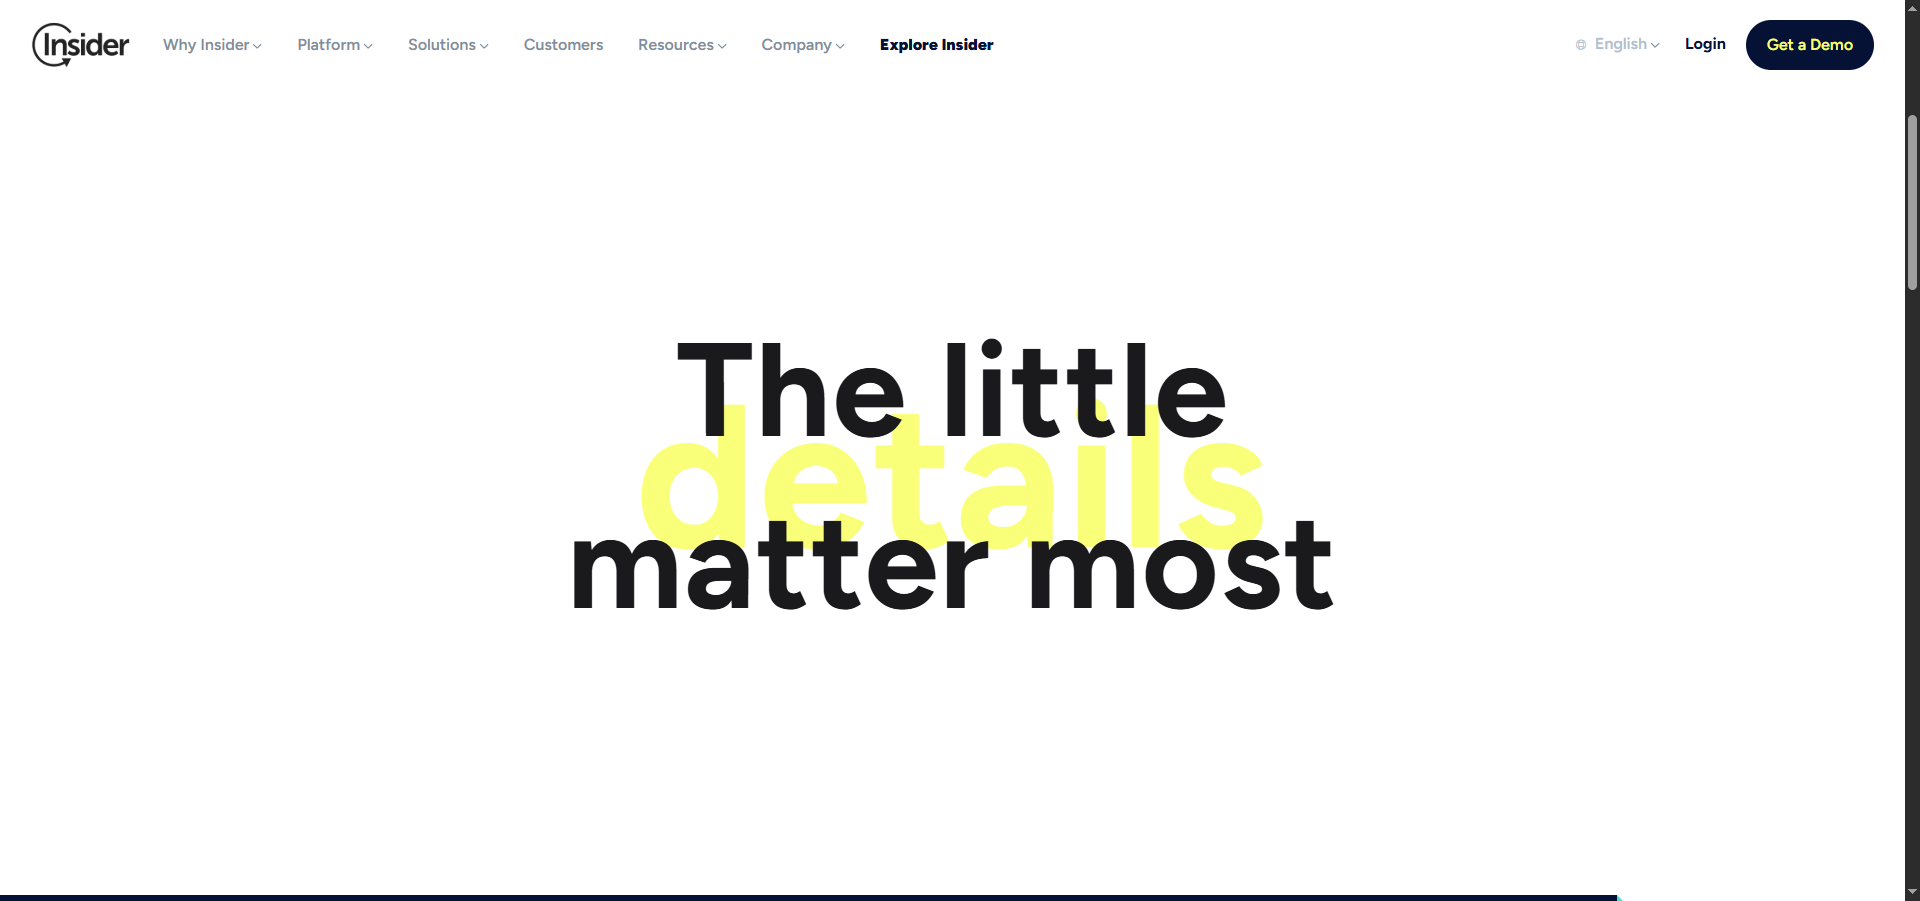 Insider
Why Insider
Platform
Solutions
Customers
Resources
Company
Explore Insider
English
Login
Get a Demo
The little
details
matter most